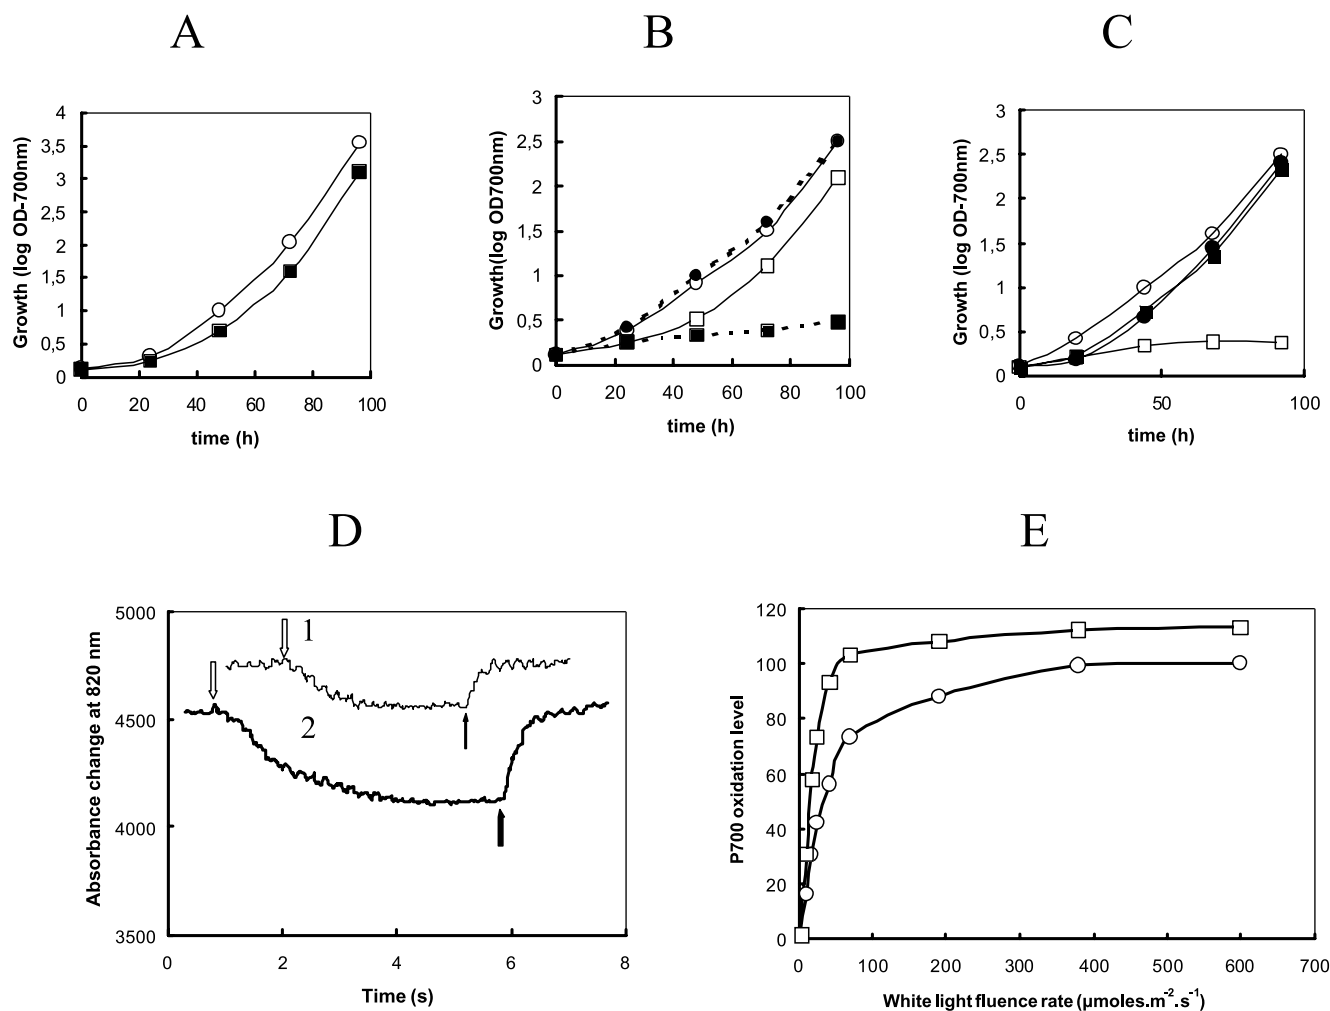 A
B
C
Growth (log OD-700nm)
4
3,5
3
2,5
2
1,5
1
0,5
0
0 20 40 60 80 100
time (h)
Growth(log OD700nm)
3
2,5
2
1,5
1
0,5
0
0 20 40 60 80 100
time (h)
Growth (log OD-700nm)
3
2,5
2
1,5
1
0,5
0
0 50 100
time (h)
D
E
Absorbance change at 820 nm
5000
4500
4000
3500
1
2
0 2 4 6 8
Time (s)
P700 oxidation level
120
100
80
60
40
20
0
0 100 200 300 400 500 600 700
White light fluence rate (µmoles.m⁻².s⁻¹)